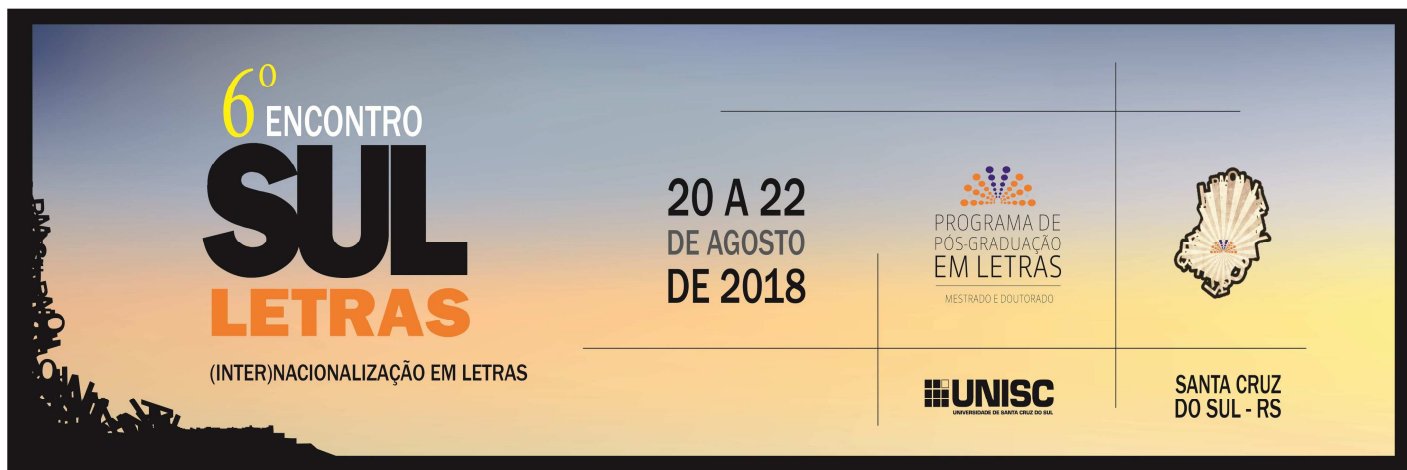 6º ENCONTRO
SUL
LETRAS
(INTER)NACIONALIZAÇÃO EM LETRAS
20 A 22
DE AGOSTO
DE 2018
PROGRAMA DE
PÓS-GRADUAÇÃO
EM LETRAS
MESTRADO E DOUTORADO
UNISC
UNIVERSIDADE DE SANTA CRUZ DO SUL
SANTA CRUZ
DO SUL - RS